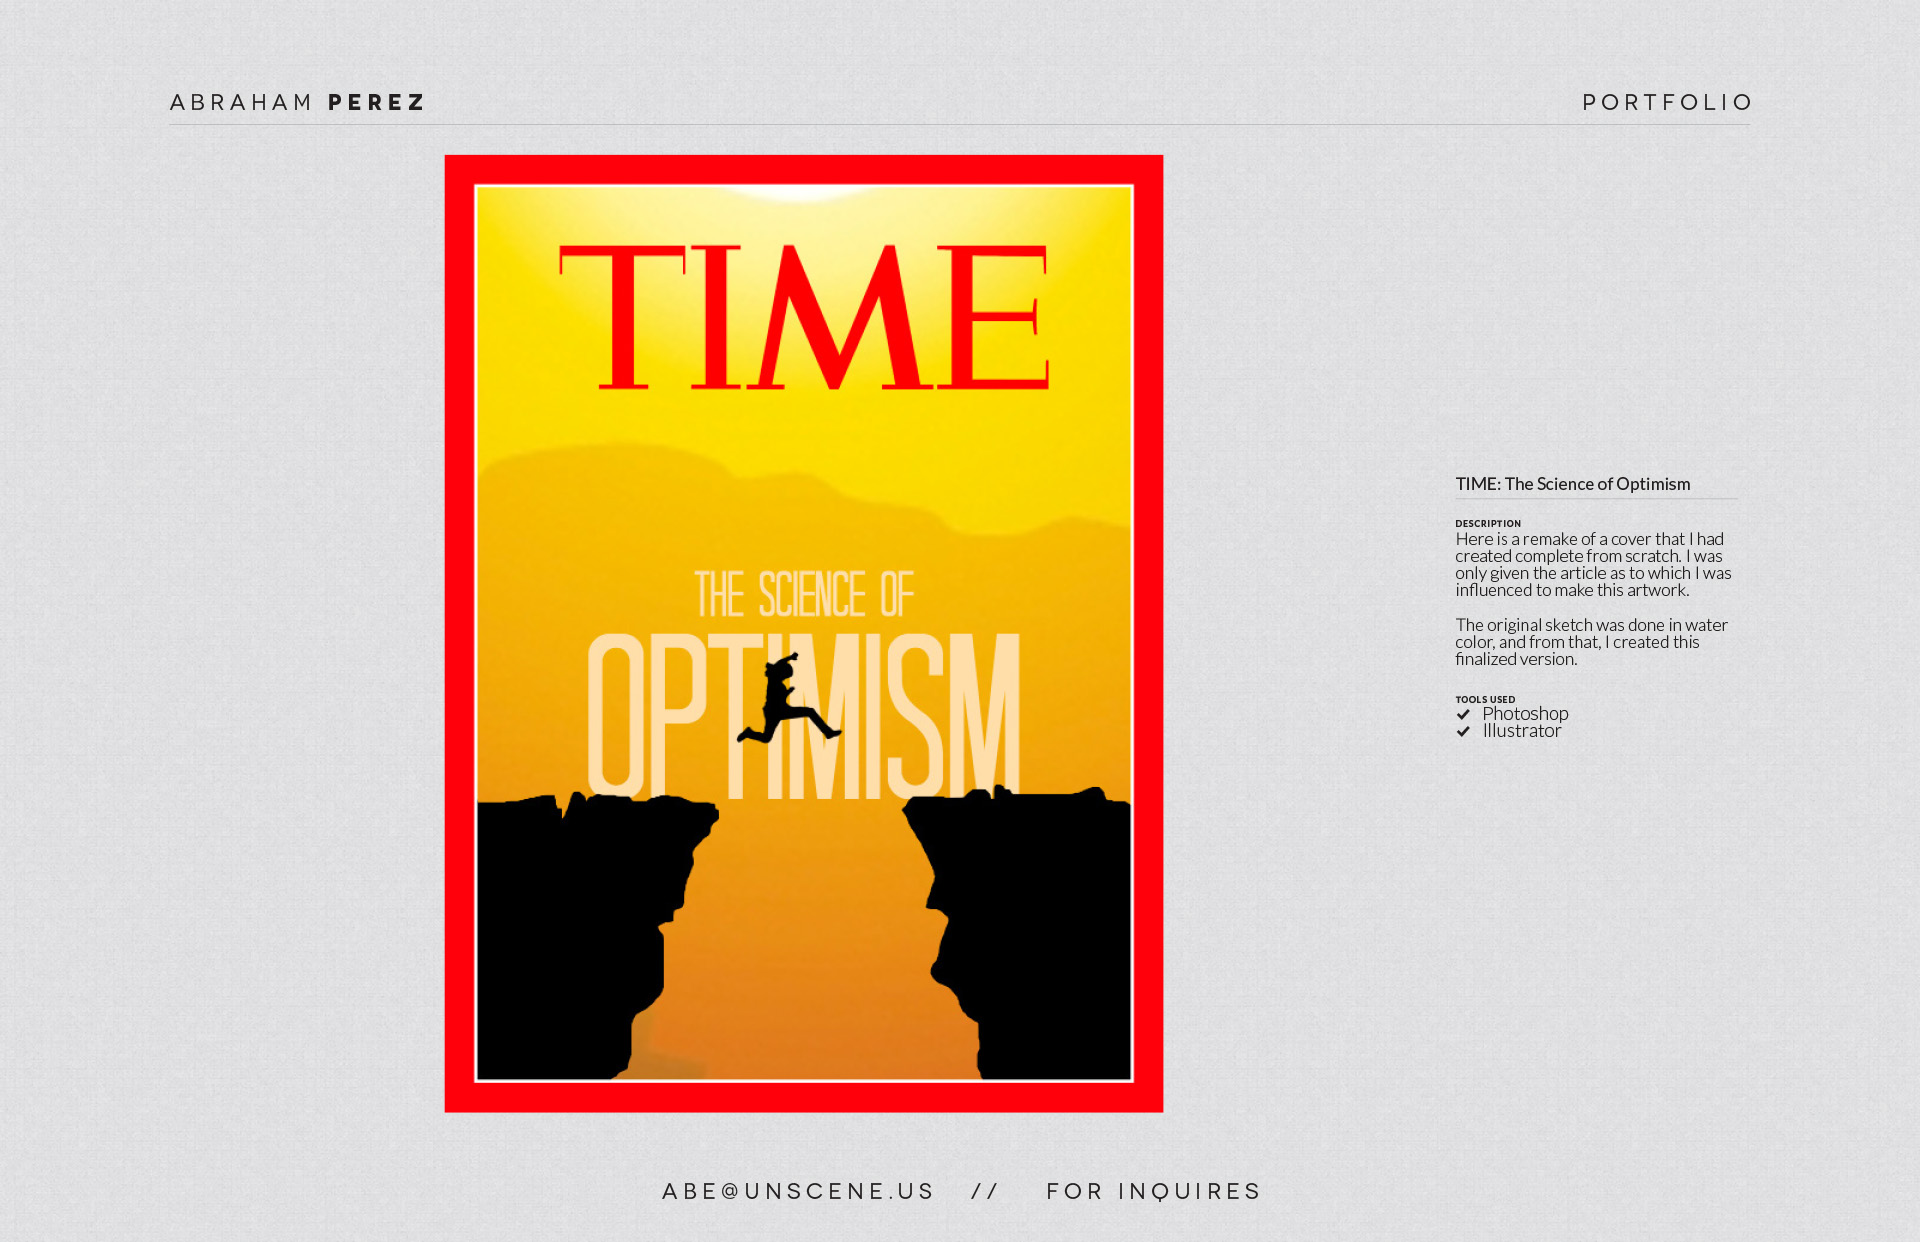 ABRAHAM PEREZ
PORTFOLIO
TIME
THE SCIENCE OF
OPTIMISM
TIME: The Science of Optimism
DESCRIPTION
Here is a remake of a cover that I had
created complete from scratch. I was
only given the article as to which I was
influenced to make this artwork.
The original sketch was done in water
color, and from that, I created this
finalized version.
TOOLS USED
Photoshop
Illustrator
ABE@UNSCENE.US // FOR INQUIRES